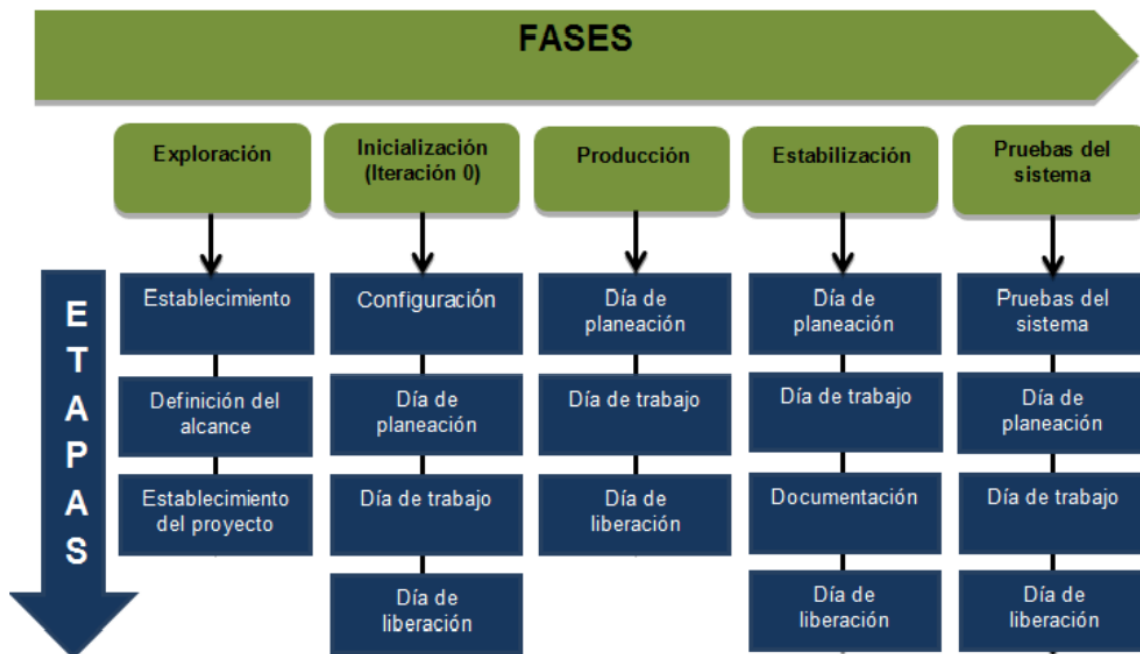 FASES
Exploración
Inicialización
(Iteración 0)
Producción
Estabilización
Pruebas del
sistema
ETAPAS
Establecimiento
Definición del
alcance
Establecimiento
del proyecto
Configuración
Día de
planeación
Día de trabajo
Día de
liberación
Día de
planeación
Día de trabajo
Día de
liberación
Día de
planeación
Día de trabajo
Documentación
Día de
liberación
Pruebas del
sistema
Día de
planeación
Día de trabajo
Día de
liberación